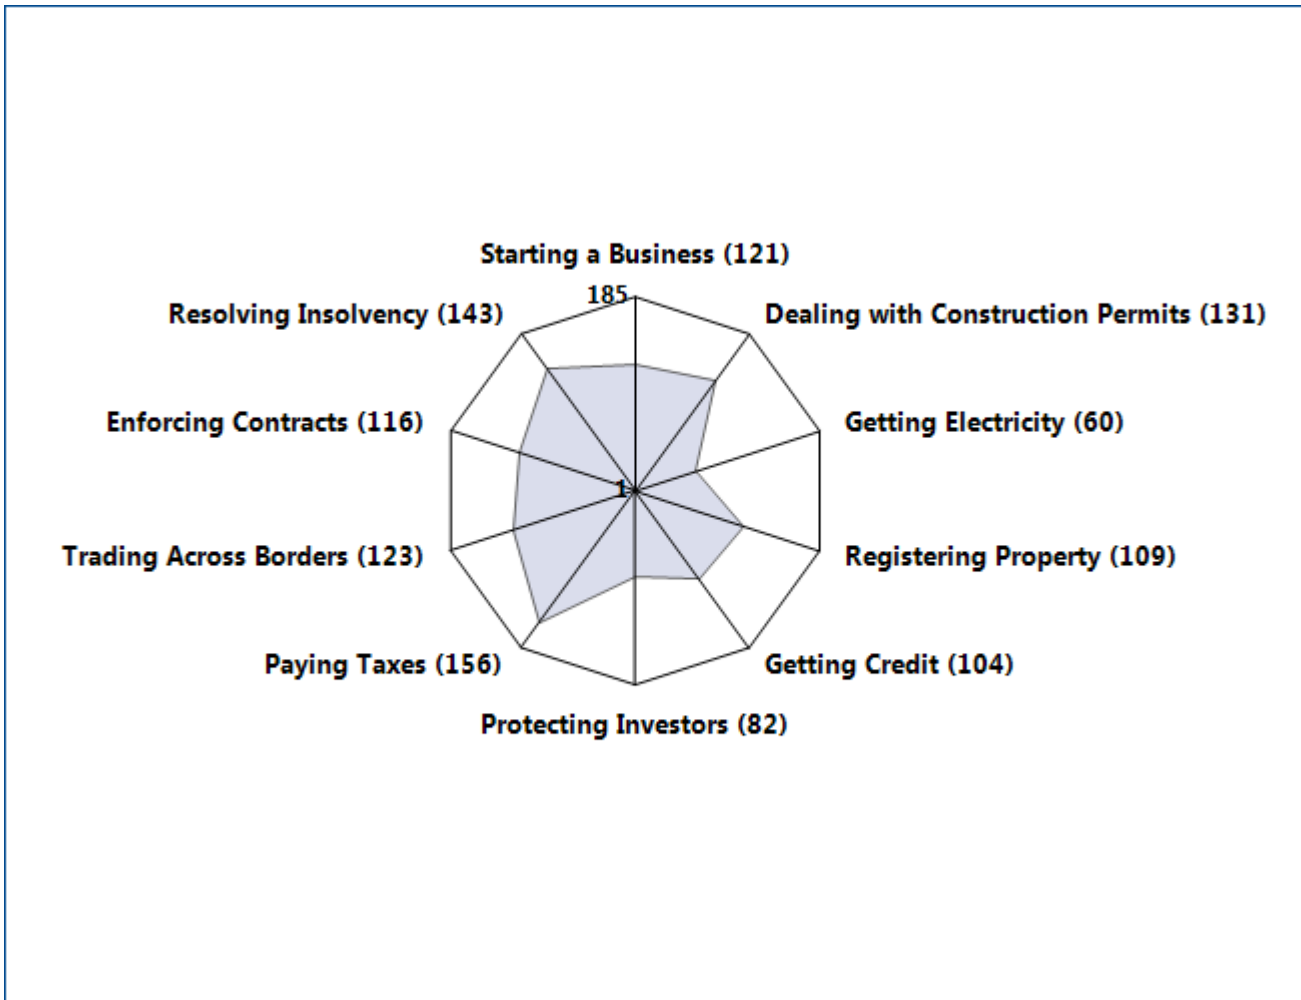 Starting a Business (121)
185
Resolving Insolvency (143)
Dealing with Construction Permits (131)
Enforcing Contracts (116)
Getting Electricity (60)
1
Trading Across Borders (123)
Registering Property (109)
Paying Taxes (156)
Getting Credit (104)
Protecting Investors (82)